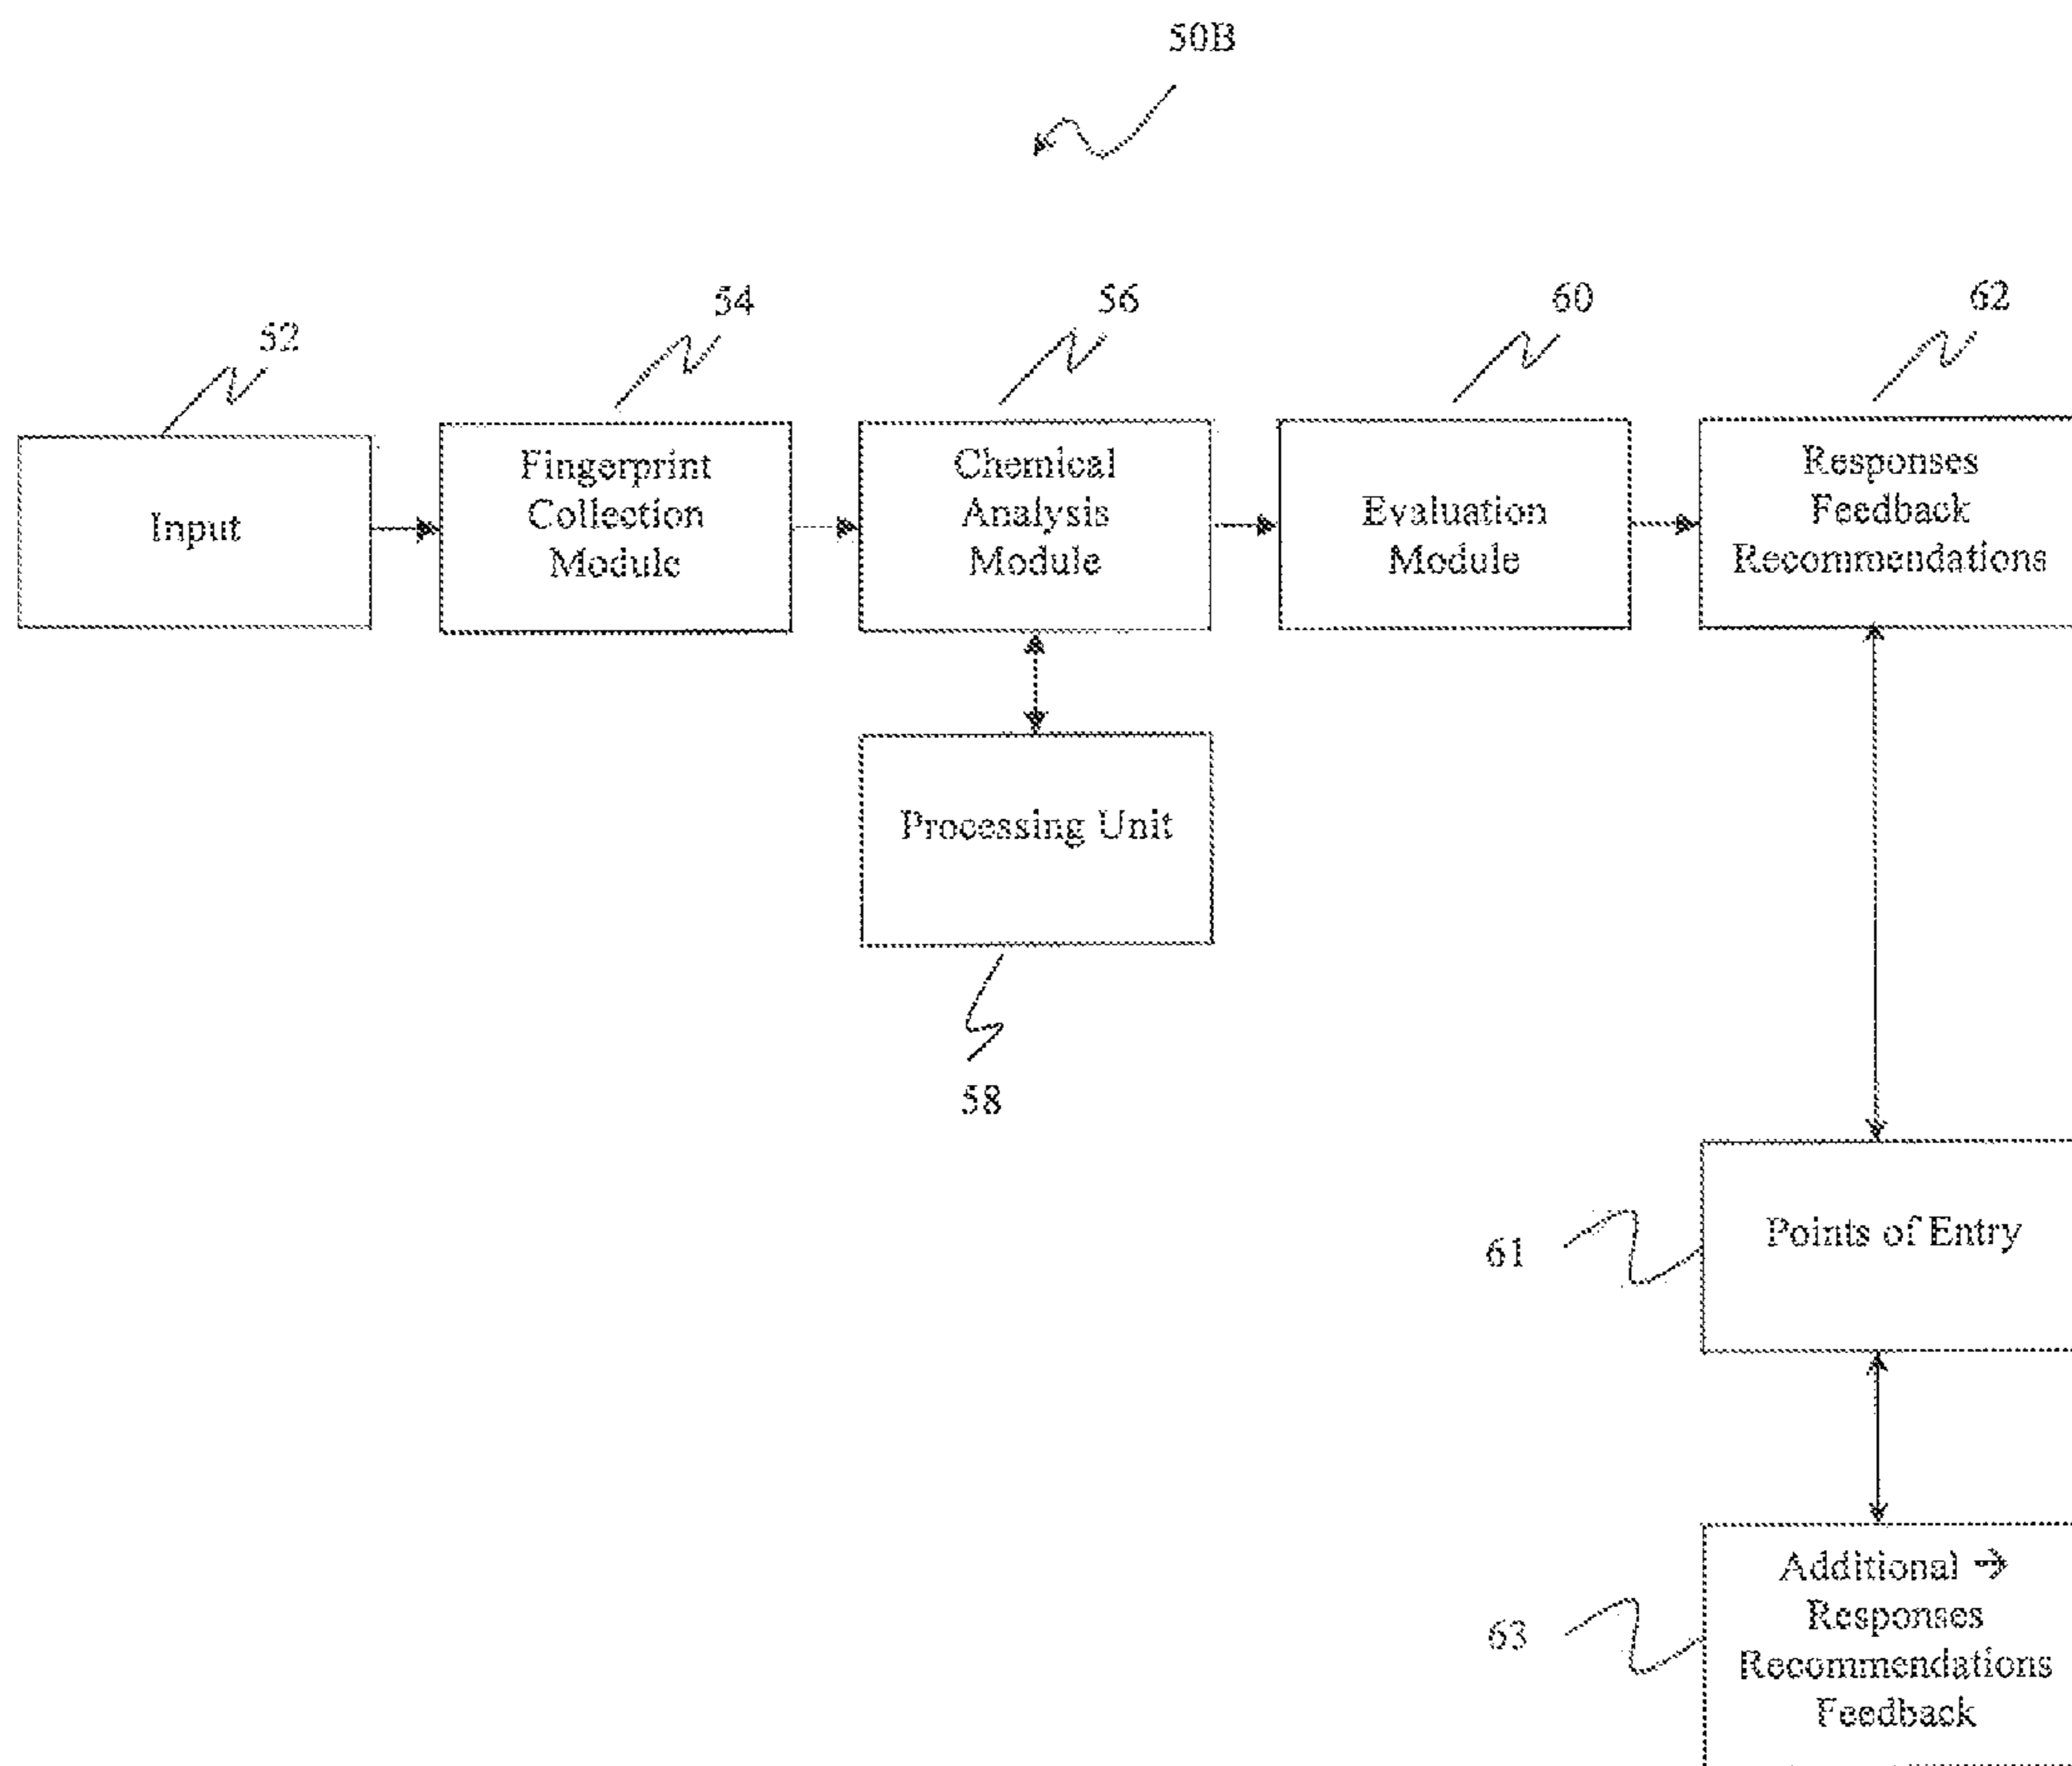 50B
52
54
56
60
62
Input
Fingerprint
Collection
Module
Chemical
Analysis
Module
Evaluation
Module
Responses
Feedback
Recommendations
Processing Unit
58
61
Points of Entry
63
Additional →
Responses
Recommendations
Feedback